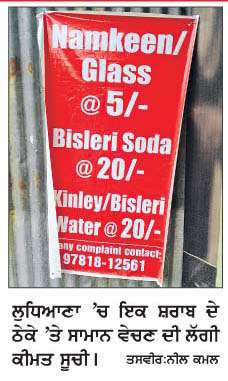 Namkeen/
Glass
@ 5/-
Bisleri Soda
@ 20/-
Kinley/Bisleri
Water @ 20/-
any complaint contact:
97818-12561
ਲੁਧਿਆਣਾ ’ਚ ਇਕ ਸ਼ਰਾਬ ਦੇ
ਠੇਕੇ ’ਤੇ ਸਾਮਾਨ ਵੇਚਣ ਦੀ ਲੱਗੀ
ਕੀਮਤ ਸੂਚੀ। ਤਸਵੀਰ:ਨੀਲ ਕਮਲ